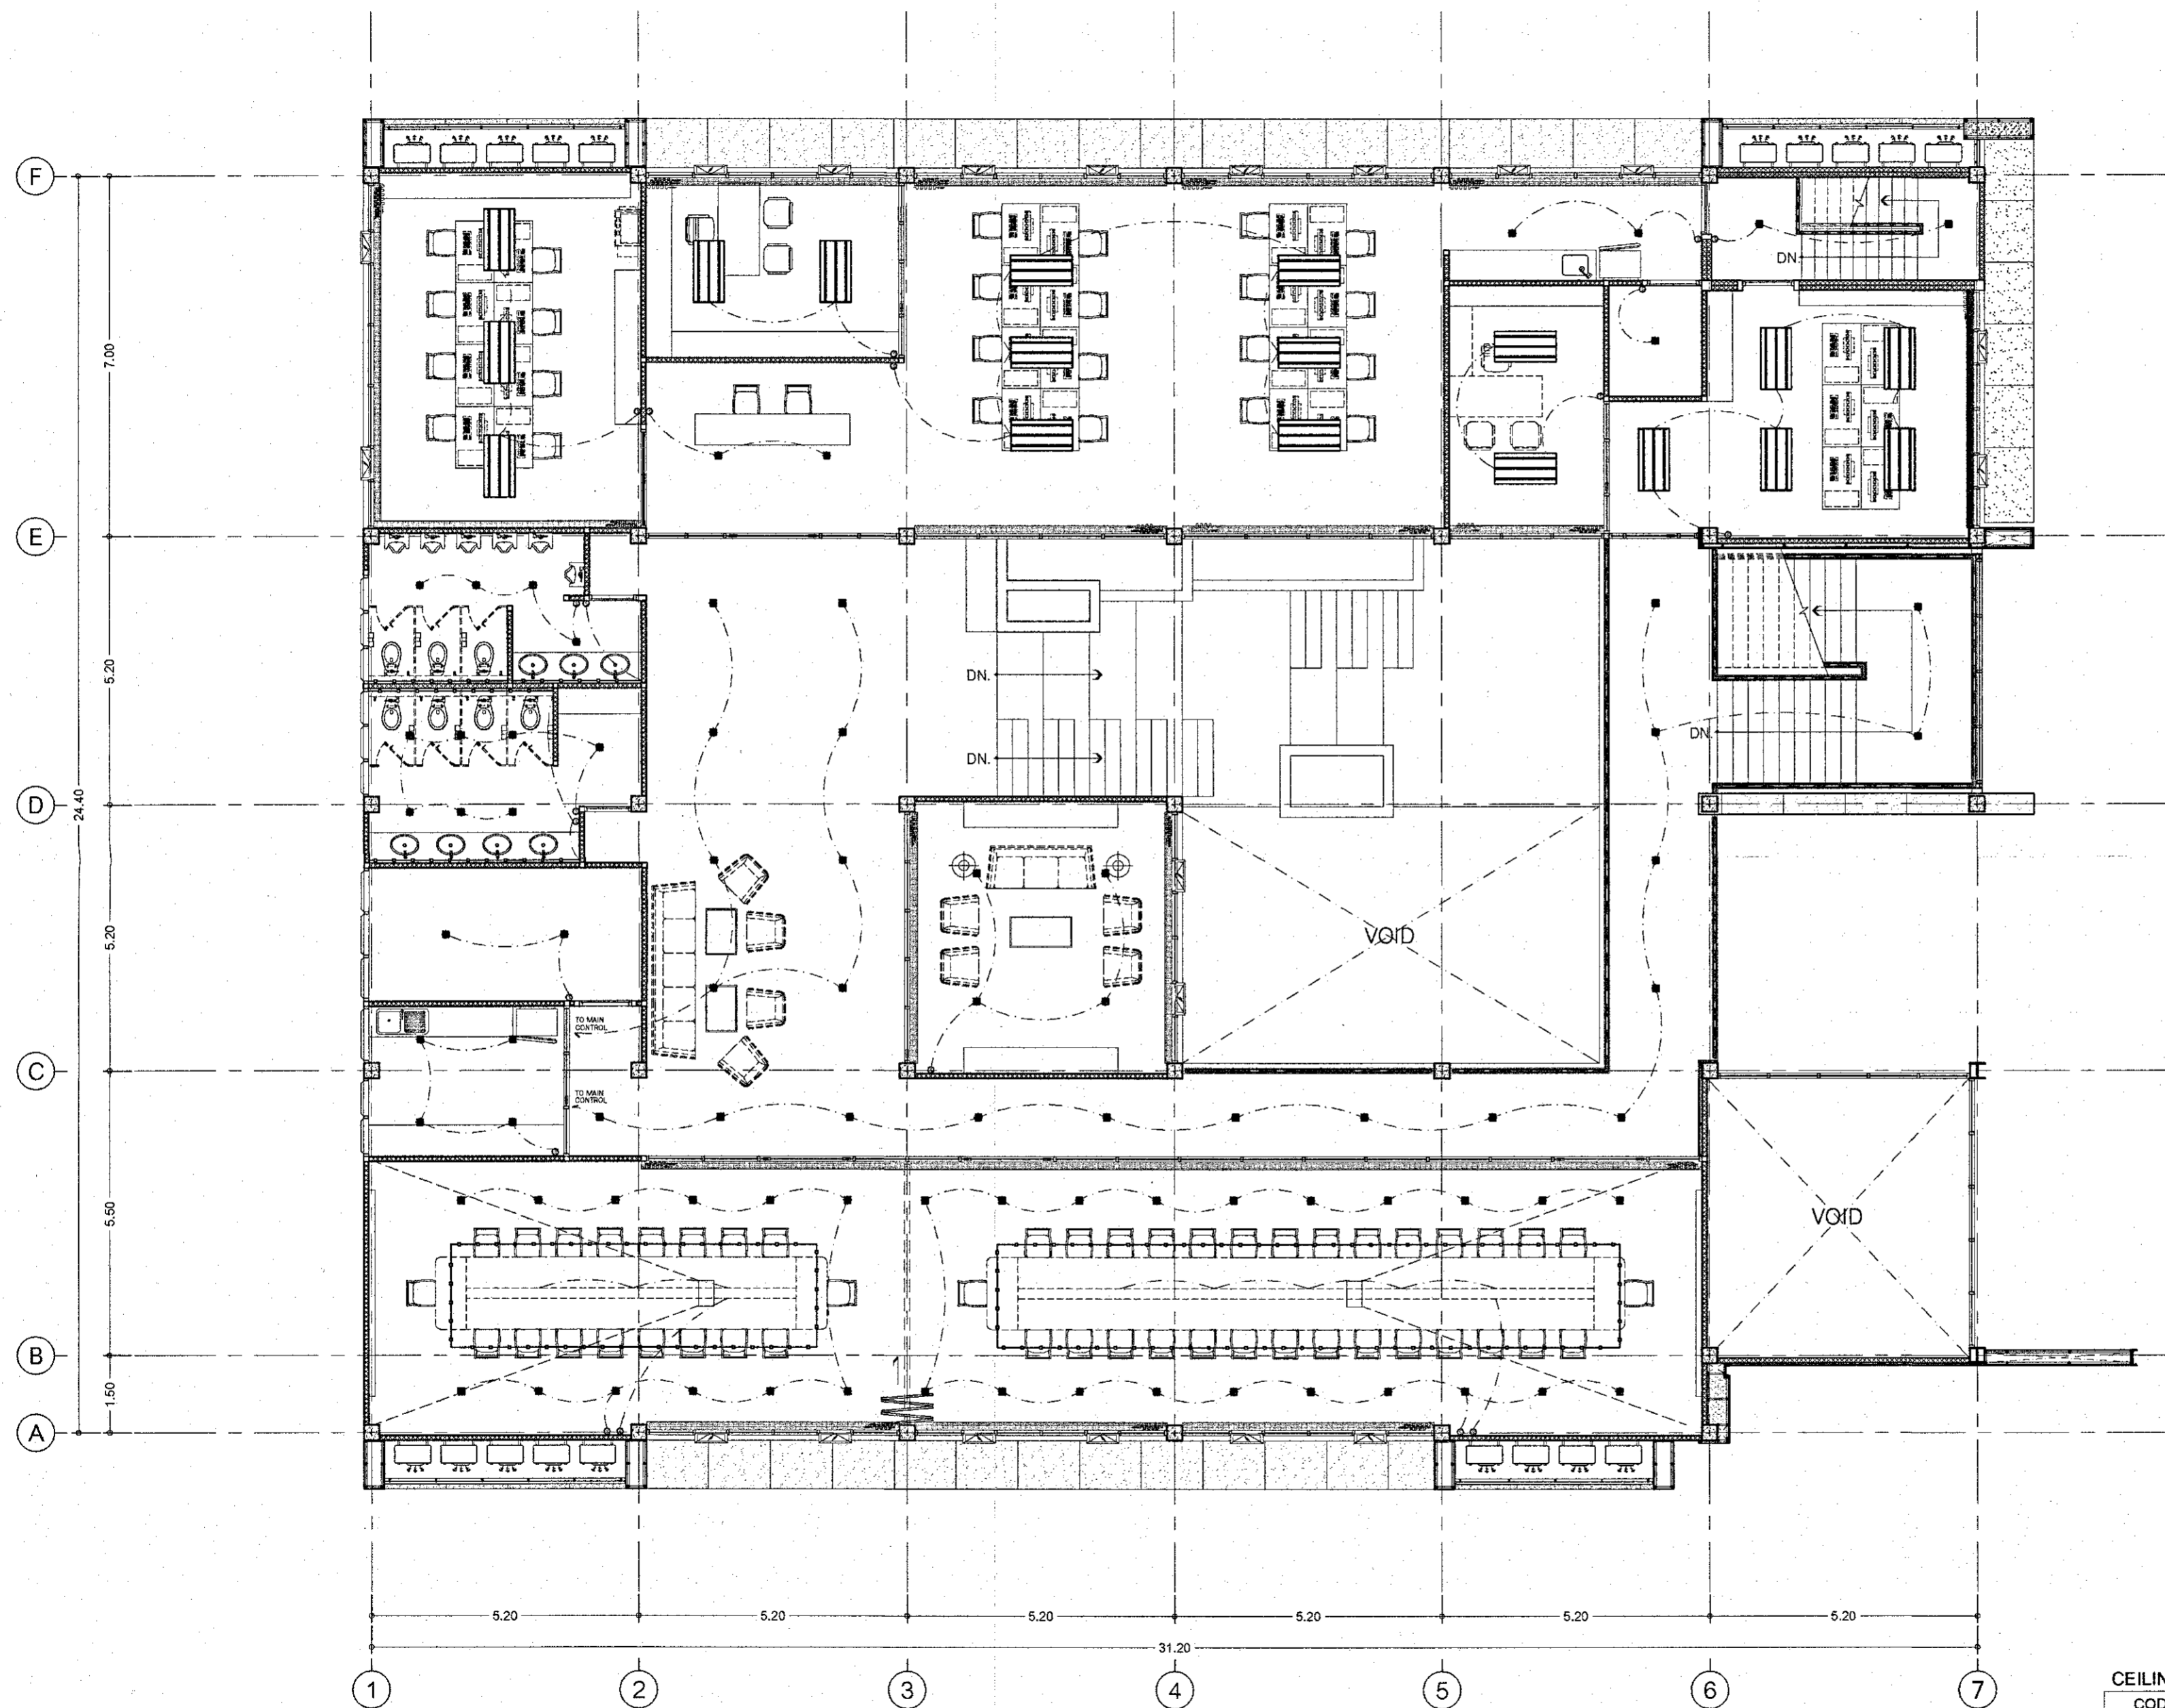 F
DN.
7.00
E
5.20
DN.
DN.
DN.
D
24.40
5.20
VOID
TO MAIN
CONTROL
C
TO MAIN
CONTROL
5.50
VOID
B
1.50
A
5.20
5.20
5.20
5.20
5.20
5.20
31.20
1
2
3
4
5
6
7
CEILIN
COD